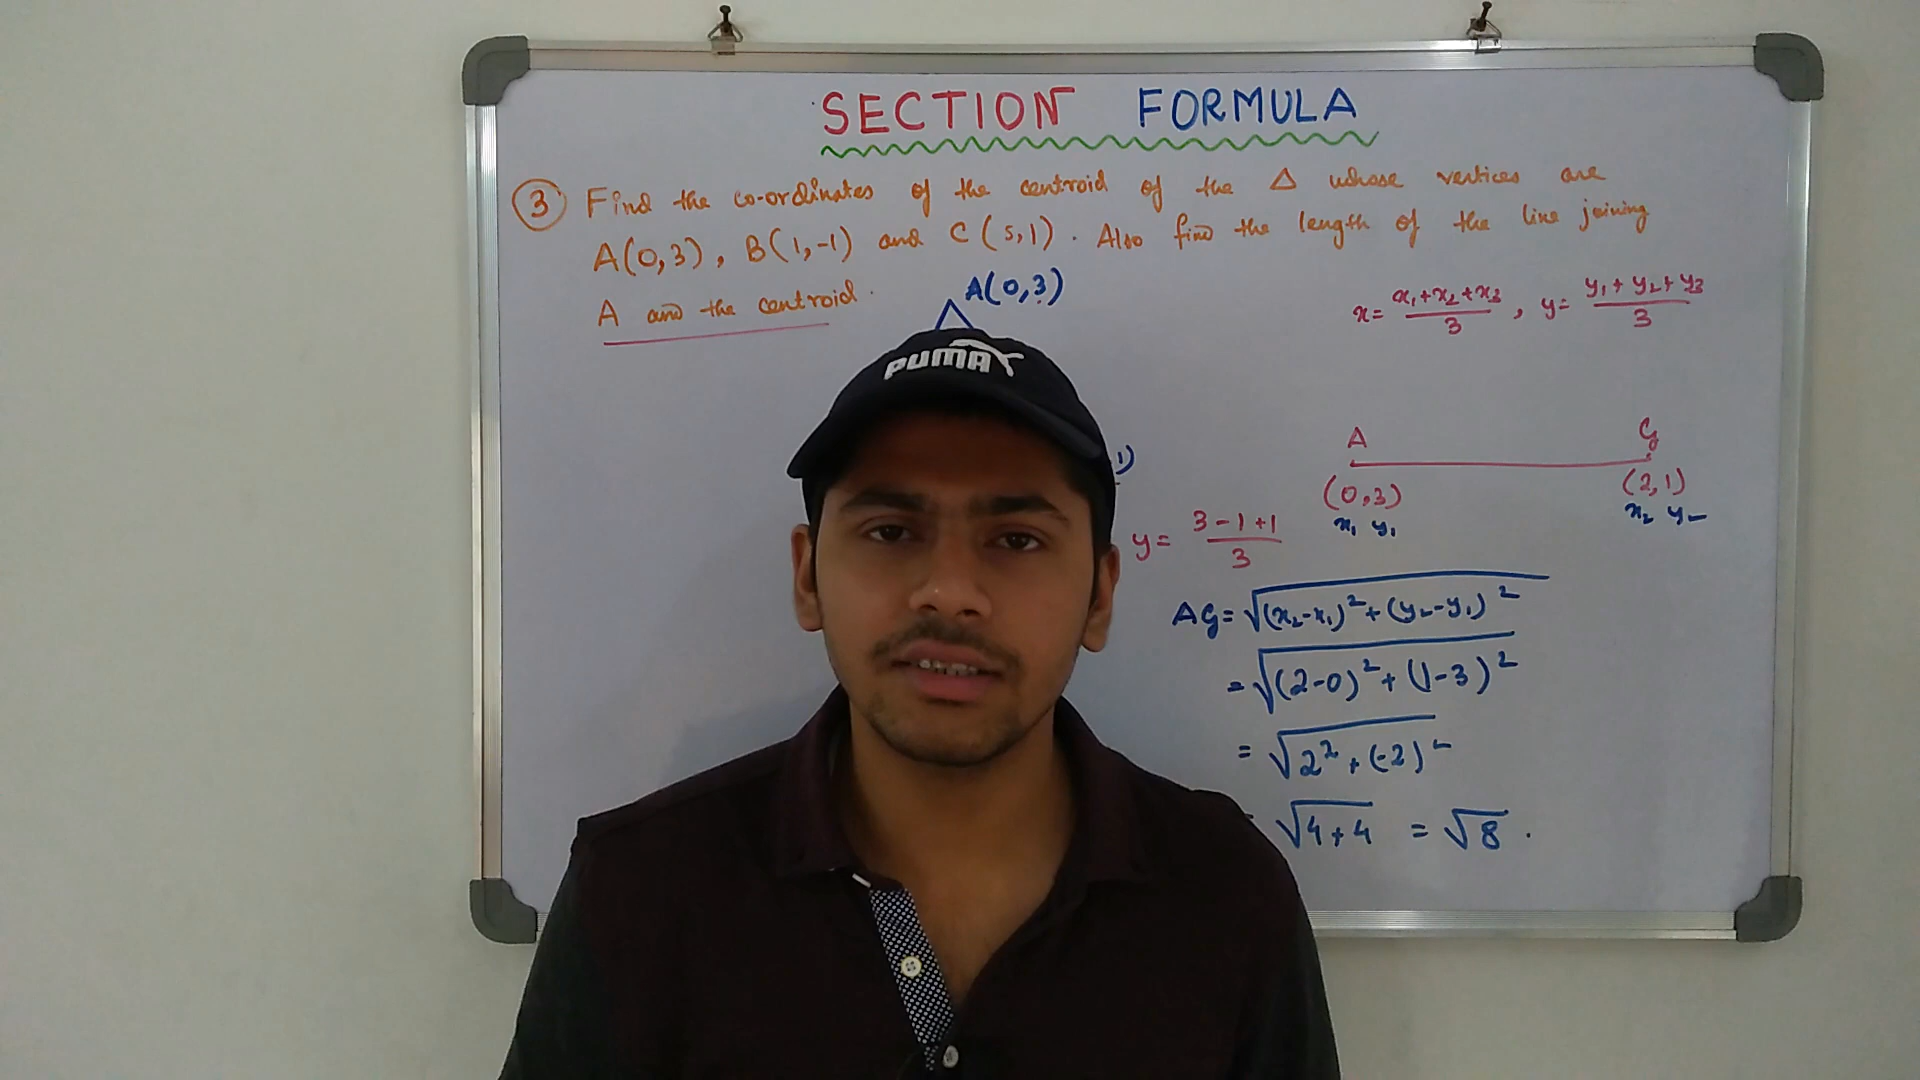 SECTION FORMULA
3 Find the co-ordinates of the centroid of the Δ whose vertices are
A(0,3), B(1,-1) and C(5,1). Also find the length of the line joining
A and the centroid.
A(0,3)
x = x₁+x₂+x₃/3, y = y₁+y₂+y₃/3
PUMA
1)
A G
(0,3) (2,1)
x₁ y₁ x₂ y₂
y = 3-1+1/3
AG = √(x₂-x₁)²+(y₂-y₁)²
= √(2-0)²+(1-3)²
= √2²+(-2)²
= √4+4 = √8.